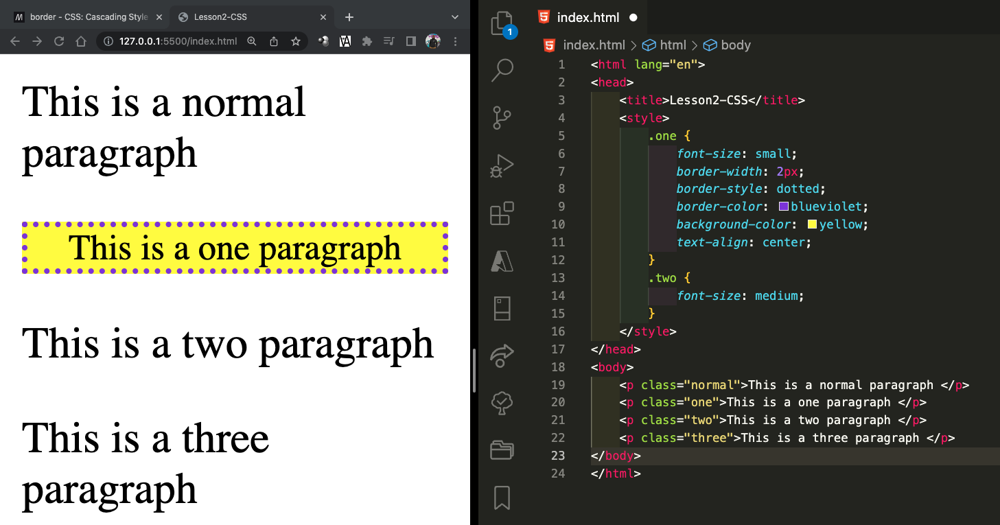 border - CSS: Cascading Style
Lesson2-CSS
127.0.0.1:5500/index.html
This is a normal
paragraph
This is a one paragraph
This is a two paragraph
This is a three
paragraph
1
index.html
index.html > html > body
1 <html lang="en">
2 <head>
3 <title>Lesson2-CSS</title>
4 <style>
5 .one {
6 font-size: small;
7 border-width: 2px;
8 border-style: dotted;
9 border-color: blueviolet;
10 background-color: yellow;
11 text-align: center;
12 }
13 .two {
14 font-size: medium;
15 }
16 </style>
17 </head>
18 <body>
19 <p class="normal">This is a normal paragraph </p>
20 <p class="one">This is a one paragraph </p>
21 <p class="two">This is a two paragraph </p>
22 <p class="three">This is a three paragraph </p>
23 </body>
24 </html>